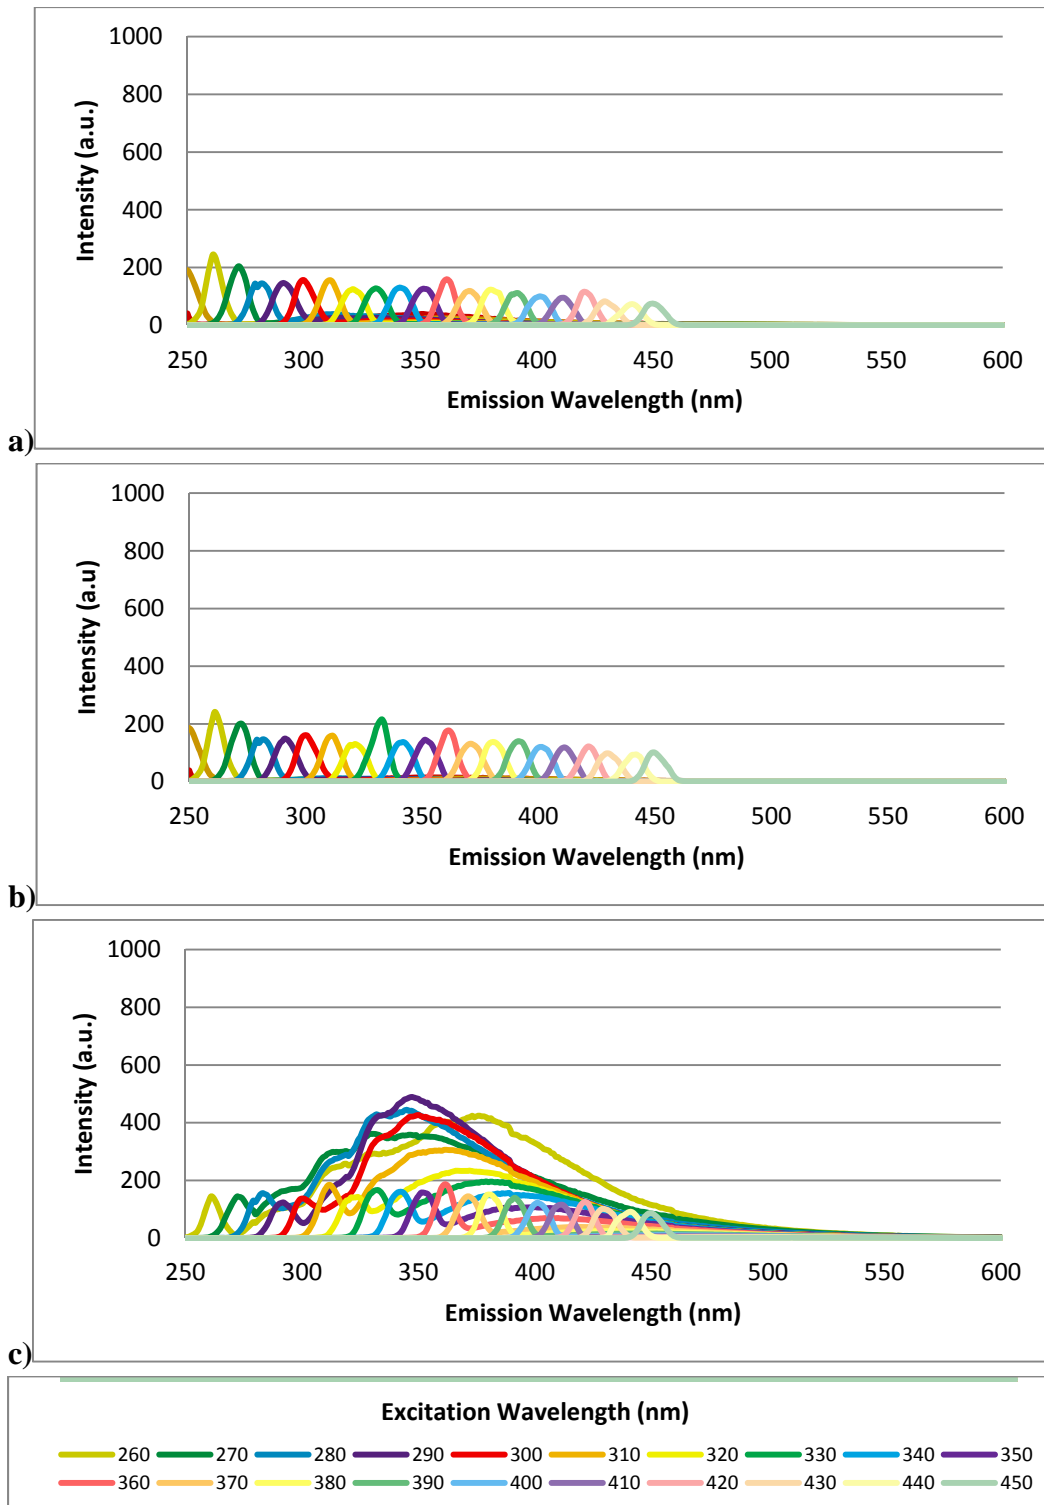 1000
800
600
400
200
0
250 300 350 400 450 500 550 600
Intensity (a.u.)
Emission Wavelength (nm)
a)
1000
800
600
400
200
0
250 300 350 400 450 500 550 600
Intensity (a.u)
Emission Wavelength (nm)
b)
1000
800
600
400
200
0
250 300 350 400 450 500 550 600
Intensity (a.u.)
Emission Wavelength (nm)
c)
Excitation Wavelength (nm)
260 270 280 290 300 310 320 330 340 350
360 370 380 390 400 410 420 430 440 450